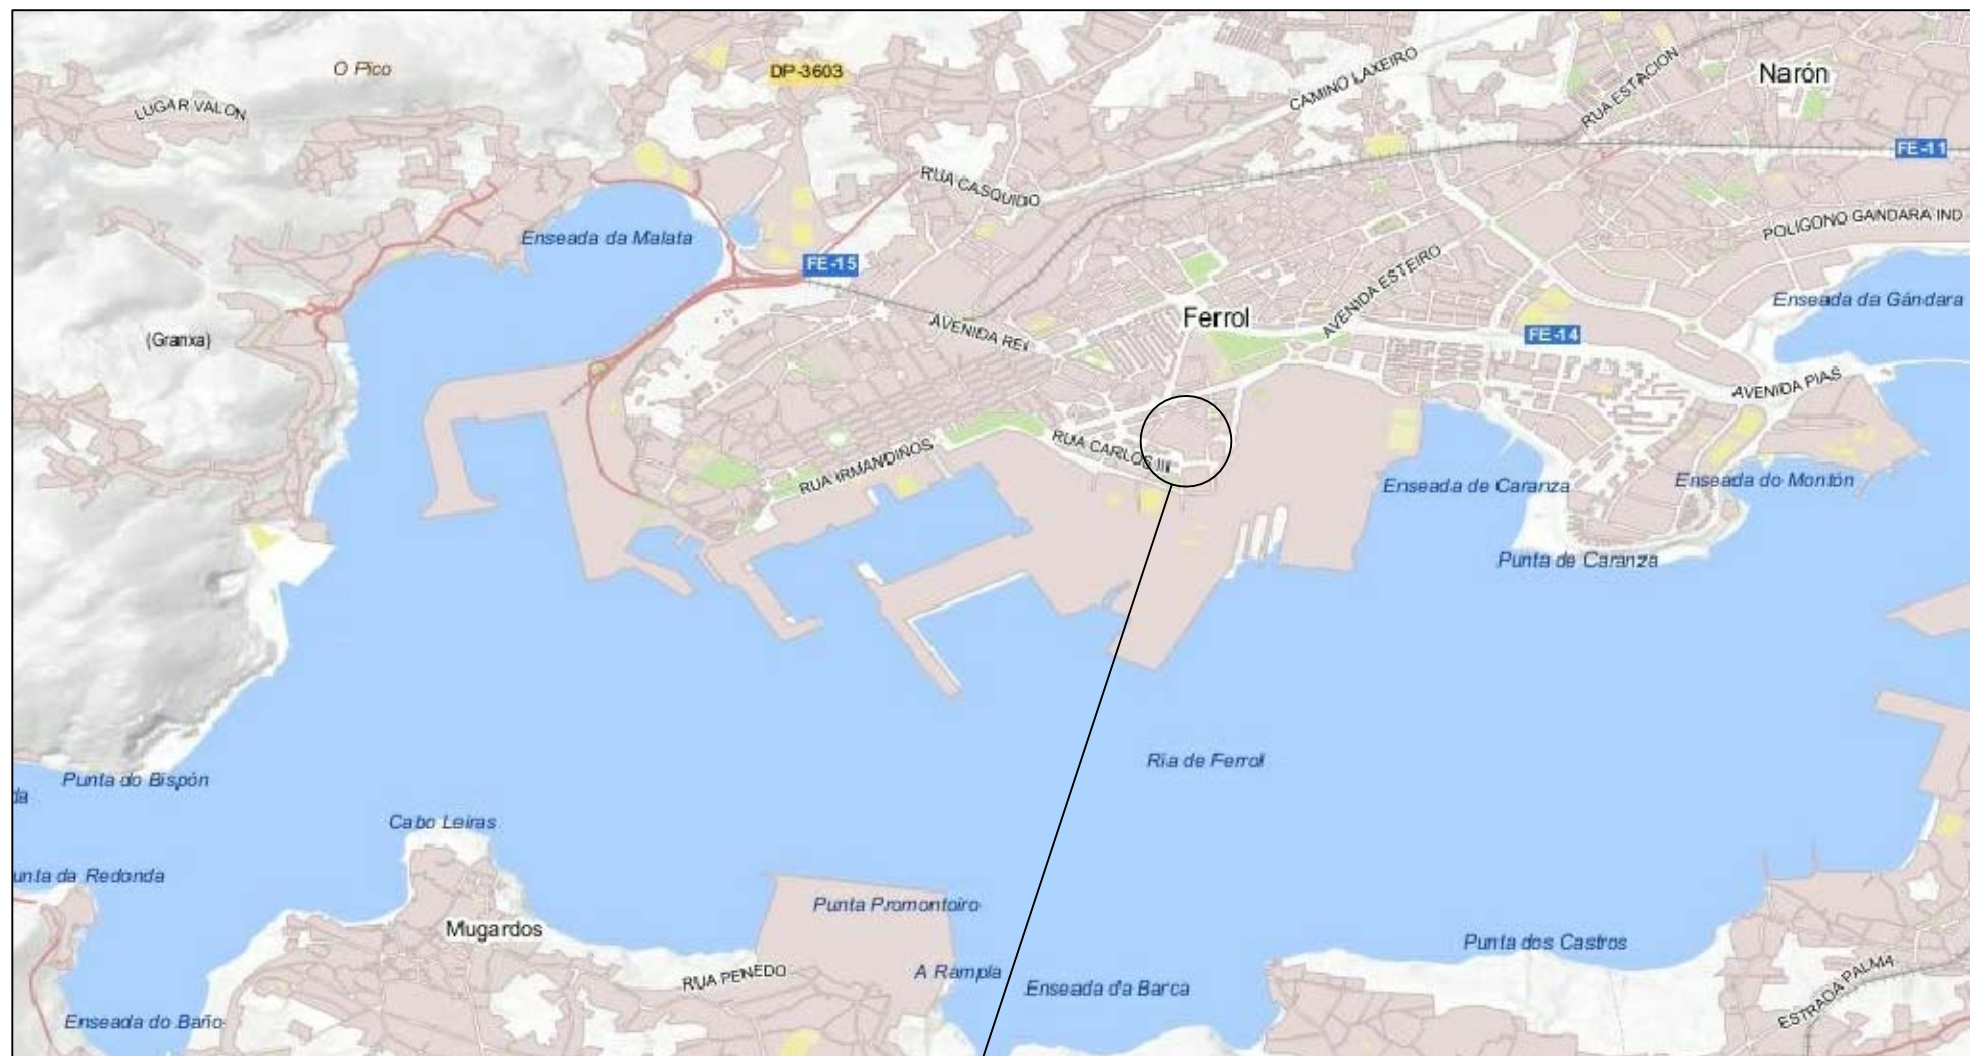 O Pico
DP-3603
Narón
LUGAR VALON
CAMINO LAXEIRO
RUA ESTACION
FE-11
RUA CASQUIDO
POLIGONO GANDARA IND
Enseada da Malata
FE-15
AVENIDA ESTEIRO
Enseada da Gándara
Ferrol
AVENIDA REI
FE-14
(Granxa)
AVENIDA PIAS
RUA CARLOS III
RUA IRMANDIÑOS
Enseada de Caranza
Enseada do Montón
Punta de Caranza
Ria de Ferrol
Punta do Bispón
da
Cabo Leiras
unta da Redonda
Punta Promontoiro
Mugardos
Punta dos Castros
RUA PENEDO
A Rampla
Enseada da Barca
ESTRADA PALMA
Enseada do Baño